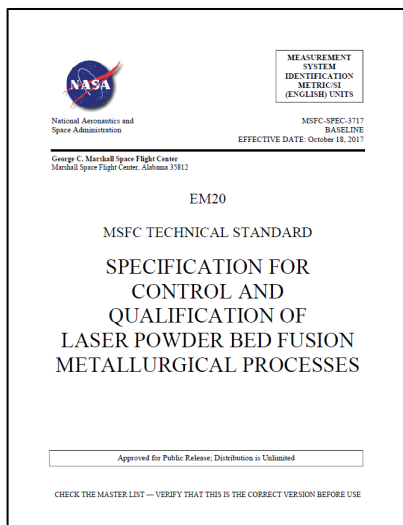 NASA
MEASUREMENT
SYSTEM
IDENTIFICATION
METRIC/SI
(ENGLISH) UNITS
National Aeronautics and
Space Administration
MSFC-SPEC-3717
BASELINE
EFFECTIVE DATE: October 18, 2017
George C. Marshall Space Flight Center
Marshall Space Flight Center, Alabama 35812
EM20
MSFC TECHNICAL STANDARD
SPECIFICATION FOR
CONTROL AND
QUALIFICATION OF
LASER POWDER BED FUSION
METALLURGICAL PROCESSES
Approved for Public Release; Distribution is Unlimited
CHECK THE MASTER LIST — VERIFY THAT THIS IS THE CORRECT VERSION BEFORE USE